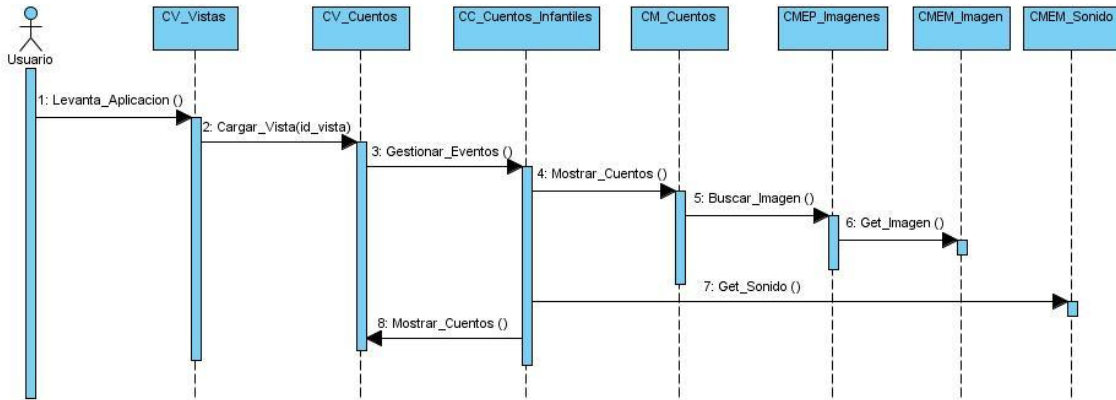 CV_Vistas
CV_Cuentos
CC_Cuentos_Infantiles
CM_Cuentos
CMEP_Imagenes
CMEM_Imagen
CMEM_Sonido
Usuario
1: Levanta_Aplicacion ()
2: Cargar_Vista(id_vista)
3: Gestionar_Eventos ()
4: Mostrar_Cuentos ()
5: Buscar_Imagen ()
6: Get_Imagen ()
7: Get_Sonido ()
8: Mostrar_Cuentos ()